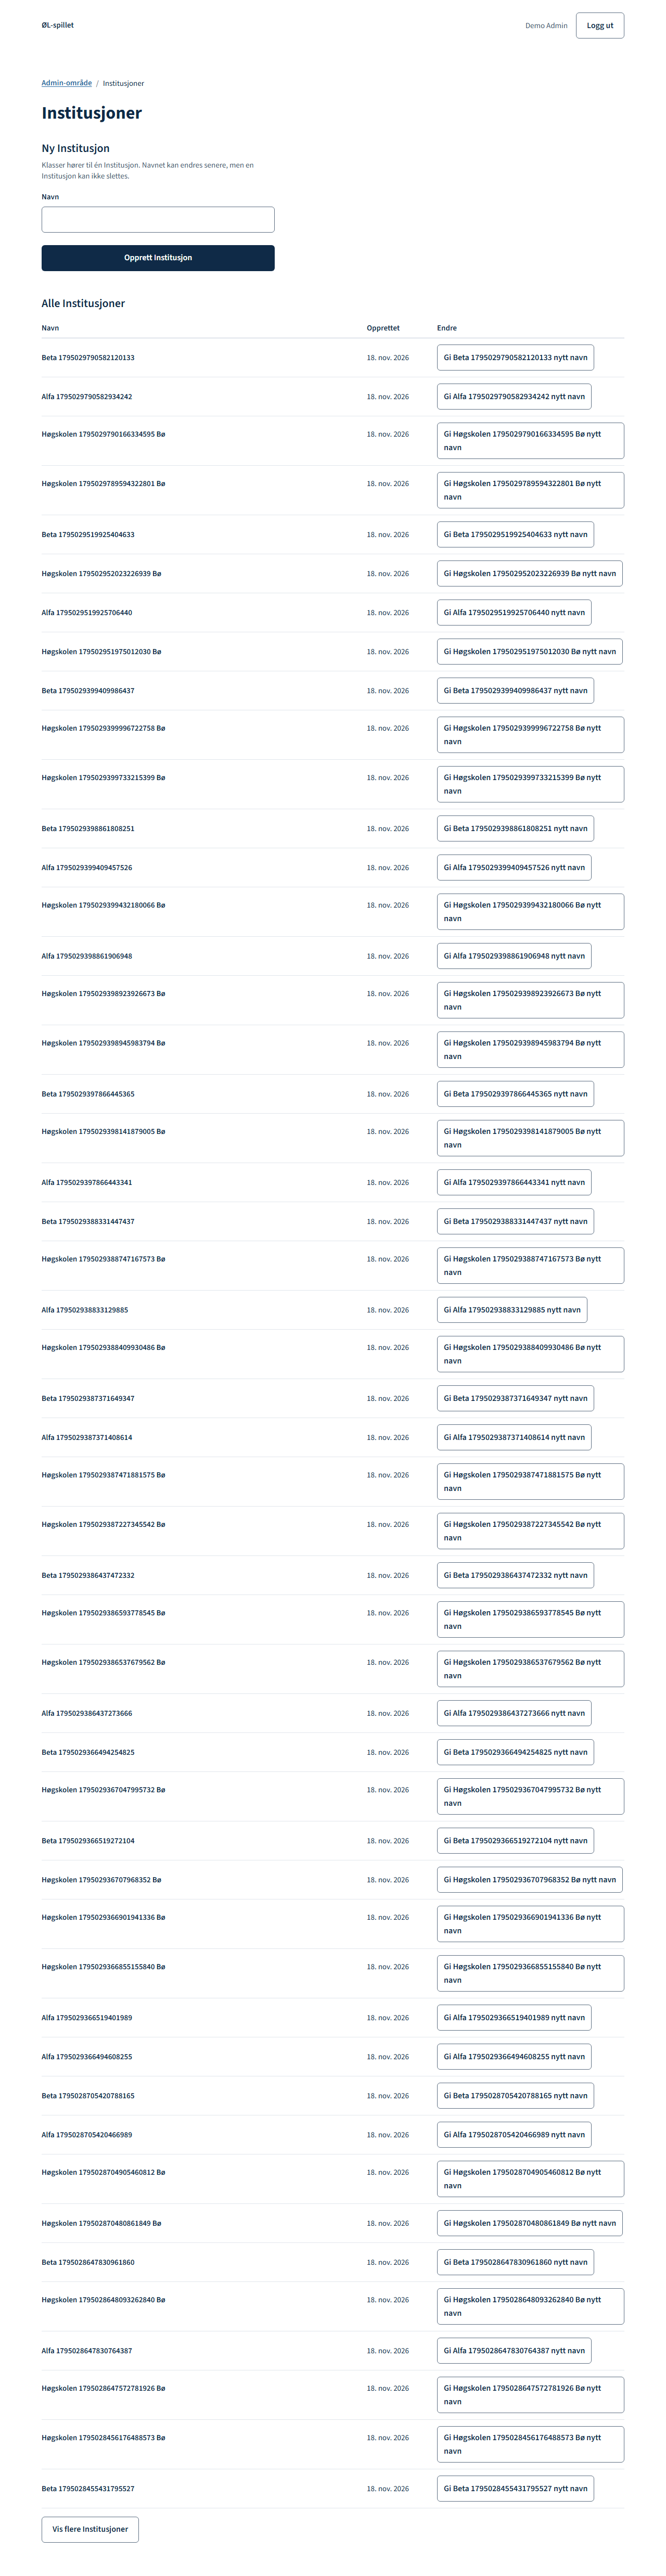 ØL-spillet
Demo Admin
Logg ut
Admin-område / Institusjoner
Institusjoner
Ny Institusjon
Klasser hører til én Institusjon. Navnet kan endres senere, men en
Institusjon kan ikke slettes.
Navn
Opprett Institusjon
Alle Institusjoner
Navn Opprettet Endre
Beta 1795029790582120133 18. nov. 2026 Gi Beta 1795029790582120133 nytt navn
Alfa 1795029790582934242 18. nov. 2026 Gi Alfa 1795029790582934242 nytt navn
Høgskolen 1795029790166334595 Bø 18. nov. 2026 Gi Høgskolen 1795029790166334595 Bø nytt
navn
Høgskolen 1795029789594322801 Bø 18. nov. 2026 Gi Høgskolen 1795029789594322801 Bø nytt
navn
Beta 1795029519925404633 18. nov. 2026 Gi Beta 1795029519925404633 nytt navn
Høgskolen 179502952023226939 Bø 18. nov. 2026 Gi Høgskolen 179502952023226939 Bø nytt navn
Alfa 1795029519925706440 18. nov. 2026 Gi Alfa 1795029519925706440 nytt navn
Høgskolen 179502951975012030 Bø 18. nov. 2026 Gi Høgskolen 179502951975012030 Bø nytt navn
Beta 1795029399409986437 18. nov. 2026 Gi Beta 1795029399409986437 nytt navn
Høgskolen 1795029399996722758 Bø 18. nov. 2026 Gi Høgskolen 1795029399996722758 Bø nytt
navn
Høgskolen 1795029399733215399 Bø 18. nov. 2026 Gi Høgskolen 1795029399733215399 Bø nytt
navn
Beta 1795029398861808251 18. nov. 2026 Gi Beta 1795029398861808251 nytt navn
Alfa 1795029399409457526 18. nov. 2026 Gi Alfa 1795029399409457526 nytt navn
Høgskolen 1795029399432180066 Bø 18. nov. 2026 Gi Høgskolen 1795029399432180066 Bø nytt
navn
Alfa 1795029398861906948 18. nov. 2026 Gi Alfa 1795029398861906948 nytt navn
Høgskolen 1795029398923926673 Bø 18. nov. 2026 Gi Høgskolen 1795029398923926673 Bø nytt
navn
Høgskolen 1795029398945983794 Bø 18. nov. 2026 Gi Høgskolen 1795029398945983794 Bø nytt
navn
Beta 1795029397866445365 18. nov. 2026 Gi Beta 1795029397866445365 nytt navn
Høgskolen 1795029398141879005 Bø 18. nov. 2026 Gi Høgskolen 1795029398141879005 Bø nytt
navn
Alfa 1795029397866443341 18. nov. 2026 Gi Alfa 1795029397866443341 nytt navn
Beta 1795029388331447437 18. nov. 2026 Gi Beta 1795029388331447437 nytt navn
Høgskolen 1795029388747167573 Bø 18. nov. 2026 Gi Høgskolen 1795029388747167573 Bø nytt
navn
Alfa 179502938833129885 18. nov. 2026 Gi Alfa 179502938833129885 nytt navn
Høgskolen 1795029388409930486 Bø 18. nov. 2026 Gi Høgskolen 1795029388409930486 Bø nytt
navn
Beta 1795029387371649347 18. nov. 2026 Gi Beta 1795029387371649347 nytt navn
Alfa 1795029387371408614 18. nov. 2026 Gi Alfa 1795029387371408614 nytt navn
Høgskolen 1795029387471881575 Bø 18. nov. 2026 Gi Høgskolen 1795029387471881575 Bø nytt
navn
Høgskolen 1795029387227345542 Bø 18. nov. 2026 Gi Høgskolen 1795029387227345542 Bø nytt
navn
Beta 1795029386437472332 18. nov. 2026 Gi Beta 1795029386437472332 nytt navn
Høgskolen 1795029386593778545 Bø 18. nov. 2026 Gi Høgskolen 1795029386593778545 Bø nytt
navn
Høgskolen 1795029386537679562 Bø 18. nov. 2026 Gi Høgskolen 1795029386537679562 Bø nytt
navn
Alfa 1795029386437273666 18. nov. 2026 Gi Alfa 1795029386437273666 nytt navn
Beta 1795029366494254825 18. nov. 2026 Gi Beta 1795029366494254825 nytt navn
Høgskolen 1795029367047995732 Bø 18. nov. 2026 Gi Høgskolen 1795029367047995732 Bø nytt
navn
Beta 1795029366519272104 18. nov. 2026 Gi Beta 1795029366519272104 nytt navn
Høgskolen 179502936707968352 Bø 18. nov. 2026 Gi Høgskolen 179502936707968352 Bø nytt navn
Høgskolen 1795029366901941336 Bø 18. nov. 2026 Gi Høgskolen 1795029366901941336 Bø nytt
navn
Høgskolen 1795029366855155840 Bø 18. nov. 2026 Gi Høgskolen 1795029366855155840 Bø nytt
navn
Alfa 1795029366519401989 18. nov. 2026 Gi Alfa 1795029366519401989 nytt navn
Alfa 1795029366494608255 18. nov. 2026 Gi Alfa 1795029366494608255 nytt navn
Beta 1795028705420788165 18. nov. 2026 Gi Beta 1795028705420788165 nytt navn
Alfa 1795028705420466989 18. nov. 2026 Gi Alfa 1795028705420466989 nytt navn
Høgskolen 1795028704905460812 Bø 18. nov. 2026 Gi Høgskolen 1795028704905460812 Bø nytt
navn
Høgskolen 179502870480861849 Bø 18. nov. 2026 Gi Høgskolen 179502870480861849 Bø nytt navn
Beta 1795028647830961860 18. nov. 2026 Gi Beta 1795028647830961860 nytt navn
Høgskolen 1795028648093262840 Bø 18. nov. 2026 Gi Høgskolen 1795028648093262840 Bø nytt
navn
Alfa 1795028647830764387 18. nov. 2026 Gi Alfa 1795028647830764387 nytt navn
Høgskolen 1795028647572781926 Bø 18. nov. 2026 Gi Høgskolen 1795028647572781926 Bø nytt
navn
Høgskolen 1795028456176488573 Bø 18. nov. 2026 Gi Høgskolen 1795028456176488573 Bø nytt
navn
Beta 1795028455431795527 18. nov. 2026 Gi Beta 1795028455431795527 nytt navn
Vis flere Institusjoner